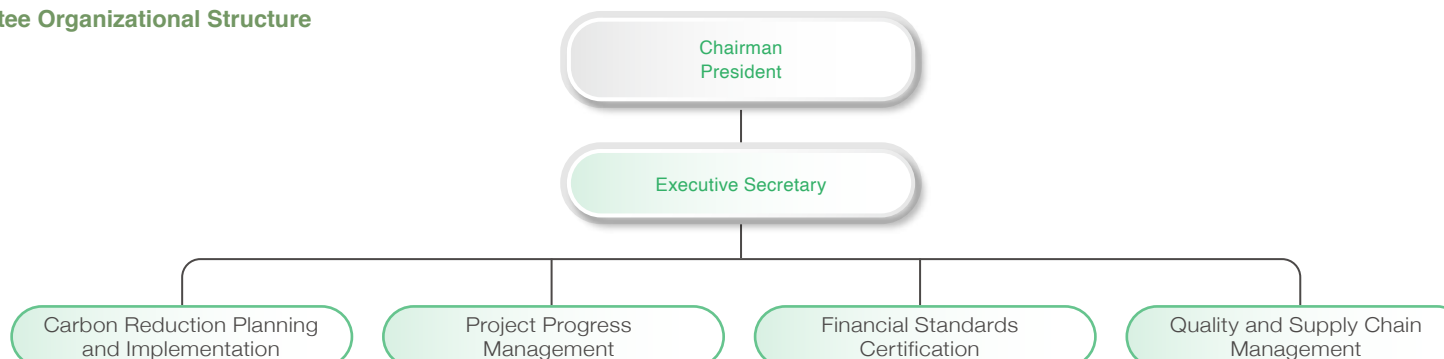 Organizational Structure
Chairman
President
Executive Secretary
Carbon Reduction Planning
and Implementation
Project Progress
Management
Financial Standards
Certification
Quality and Supply Chain
Management